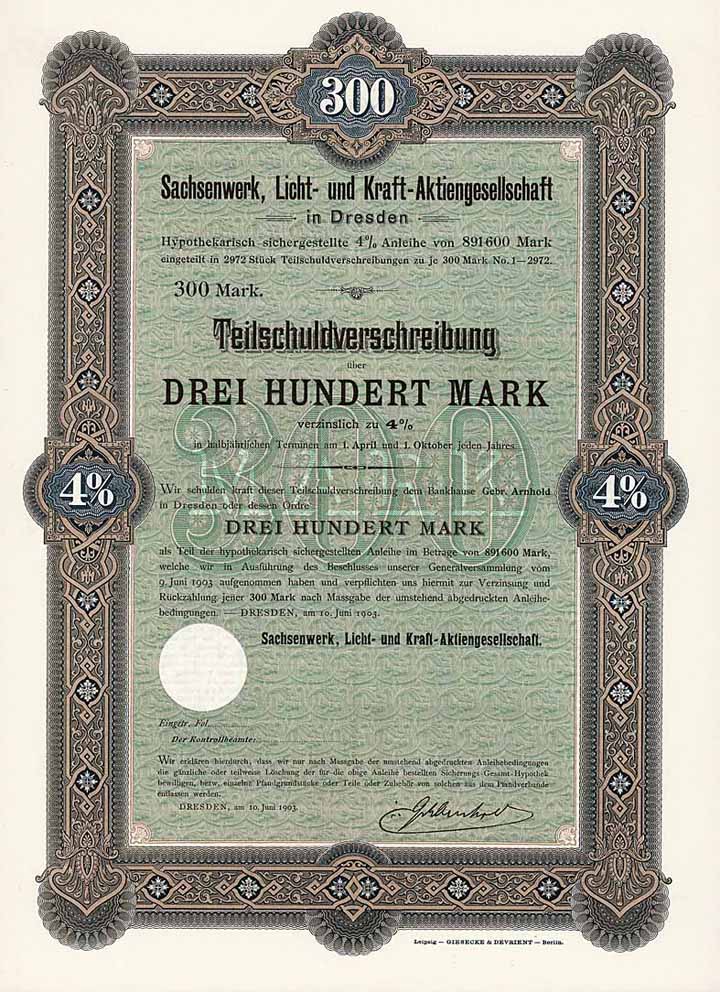 300
Sachsenwerk, Licht- und Kraft-Aktiengesellschaft
in Dresden
Hypothekarisch sichergestellte 4% Anleihe von 891600 Mark
eingeteilt in 2972 Stück Teilschuldverschreibungen zu je 300 Mark No. 1—2972.
300 Mark.
Teilschuldverschreibung
über
DREI HUNDERT MARK
verzinslich zu 4%
in halbjährlichen Terminen am 1. April und 1. Oktober jeden Jahres.
300
MARK
4%
4%
Wir schulden kraft dieser Teilschuldverschreibung dem Bankhause Gebr. Arnhold
in Dresden oder dessen Ordre
DREI HUNDERT MARK
als Teil der hypothekarisch sichergestellten Anleihe im Betrage von 891600 Mark,
welche wir in Ausführung des Beschlusses unserer Generalversammlung vom
9. Juni 1903 aufgenommen haben und verpflichten uns hiermit zur Verzinsung und
Rückzahlung jener 300 Mark nach Massgabe der umstehend abgedruckten Anleihe-
bedingungen. — DRESDEN, am 10. Juni 1903.
Sachsenwerk, Licht- und Kraft-Aktiengesellschaft.
Eingetr. Fol.
Der Kontrollbeamte:
Wir erklären hierdurch, dass wir nur nach Massgabe der umstehend abgedruckten Anleihebedingungen
die gänzliche oder teilweise Löschung der für die obige Anleihe bestellten Sicherungs-Gesamt-Hypothek
bewilligen, bezw. einzelne Pfandgrundstücke oder Teile oder Zubehör von solchen aus dem Pfandverbande
entlassen werden.
DRESDEN, am 10. Juni 1903.
Leipzig — GIESECKE & DEVRIENT — Berlin.